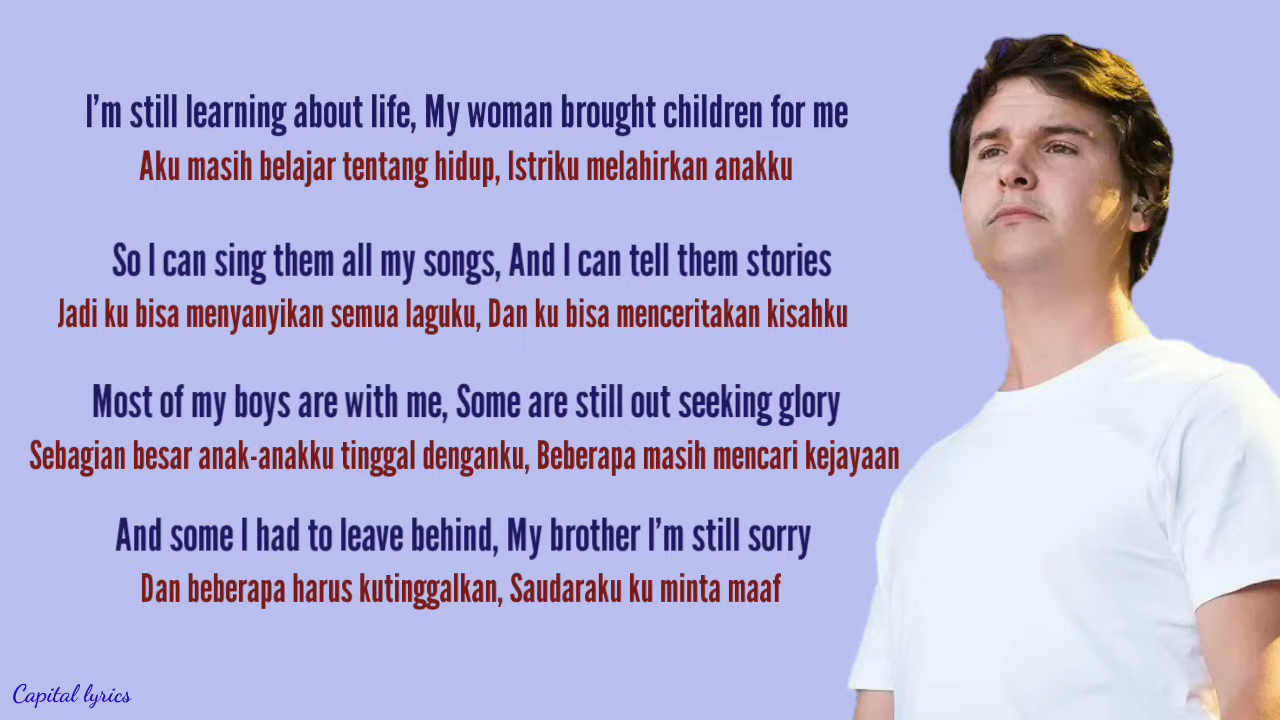 I'm still learning about life, My woman brought children for me
Aku masih belajar tentang hidup, Istriku melahirkan anakku
So I can sing them all my songs, And I can tell them stories
Jadi ku bisa menyanyikan semua laguku, Dan ku bisa menceritakan kisahku
Most of my boys are with me, Some are still out seeking glory
Sebagian besar anak-anakku tinggal denganku, Beberapa masih mencari kejayaan
And some I had to leave behind, My brother I'm still sorry
Dan beberapa harus kutinggalkan, Saudaraku ku minta maaf
Capital lyrics